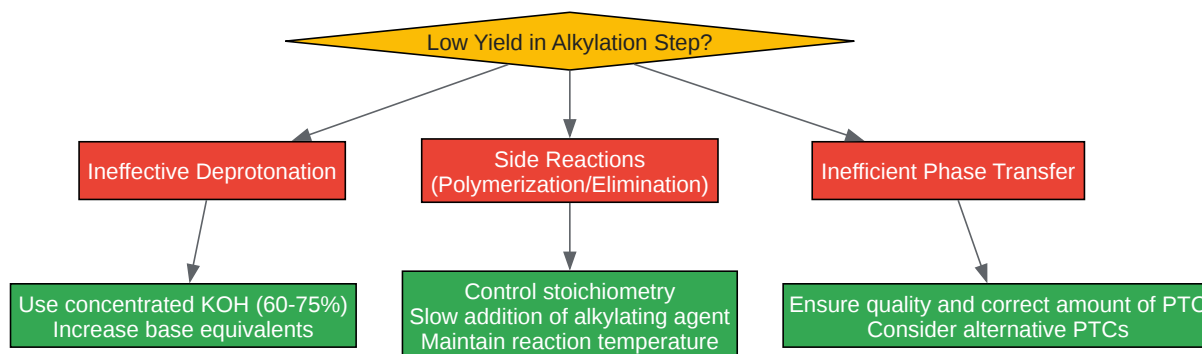 Low Yield in Alkylation Step?
Ineffective Deprotonation
Side Reactions
(Polymerization/Elimination)
Inefficient Phase Transfer
Use concentrated KOH (60-75%)
Increase base equivalents
Control stoichiometry
Slow addition of alkylating agent
Maintain reaction temperature
Ensure quality and correct amount of PTC
Consider alternative PTCs